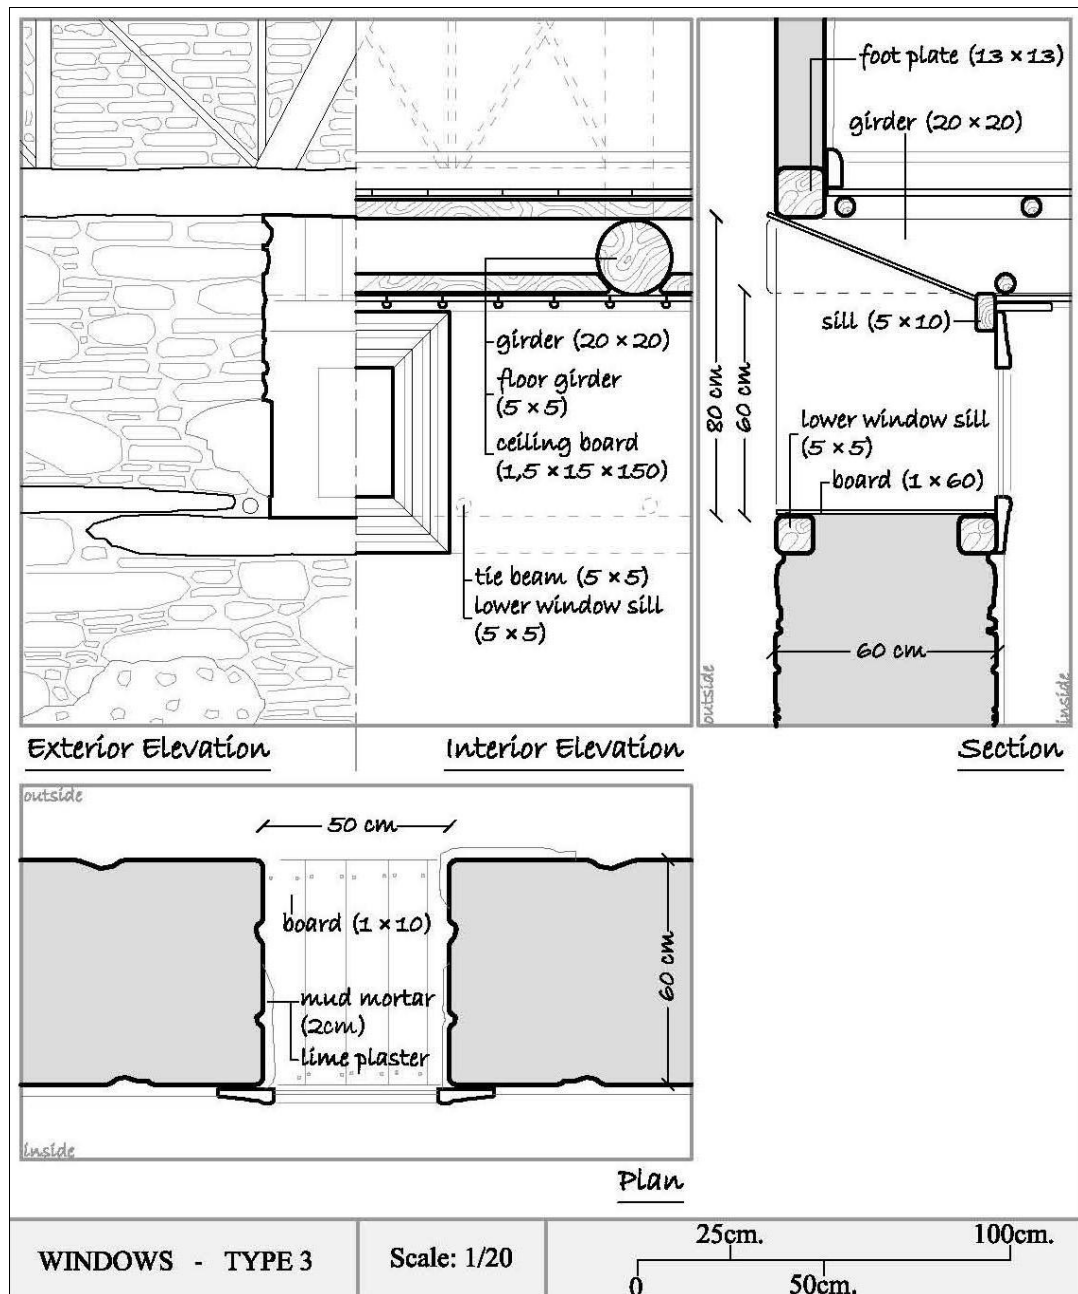 girder (20 × 20)
floor girder
(5 × 5)
ceiling board
(1,5 × 15 × 150)
tie beam (5 × 5)
lower window sill
(5 × 5)
Exterior Elevation
Interior Elevation
foot plate (13 × 13)
girder (20 × 20)
sill (5 × 10)
80 cm
60 cm
lower window sill
(5 × 5)
board (1 × 60)
60 cm
outside
inside
Section
outside
50 cm
board (1 × 10)
mud mortar
(2cm)
lime plaster
60 cm
inside
Plan
WINDOWS - TYPE 3
Scale: 1/20
25cm.
100cm.
0
50cm.